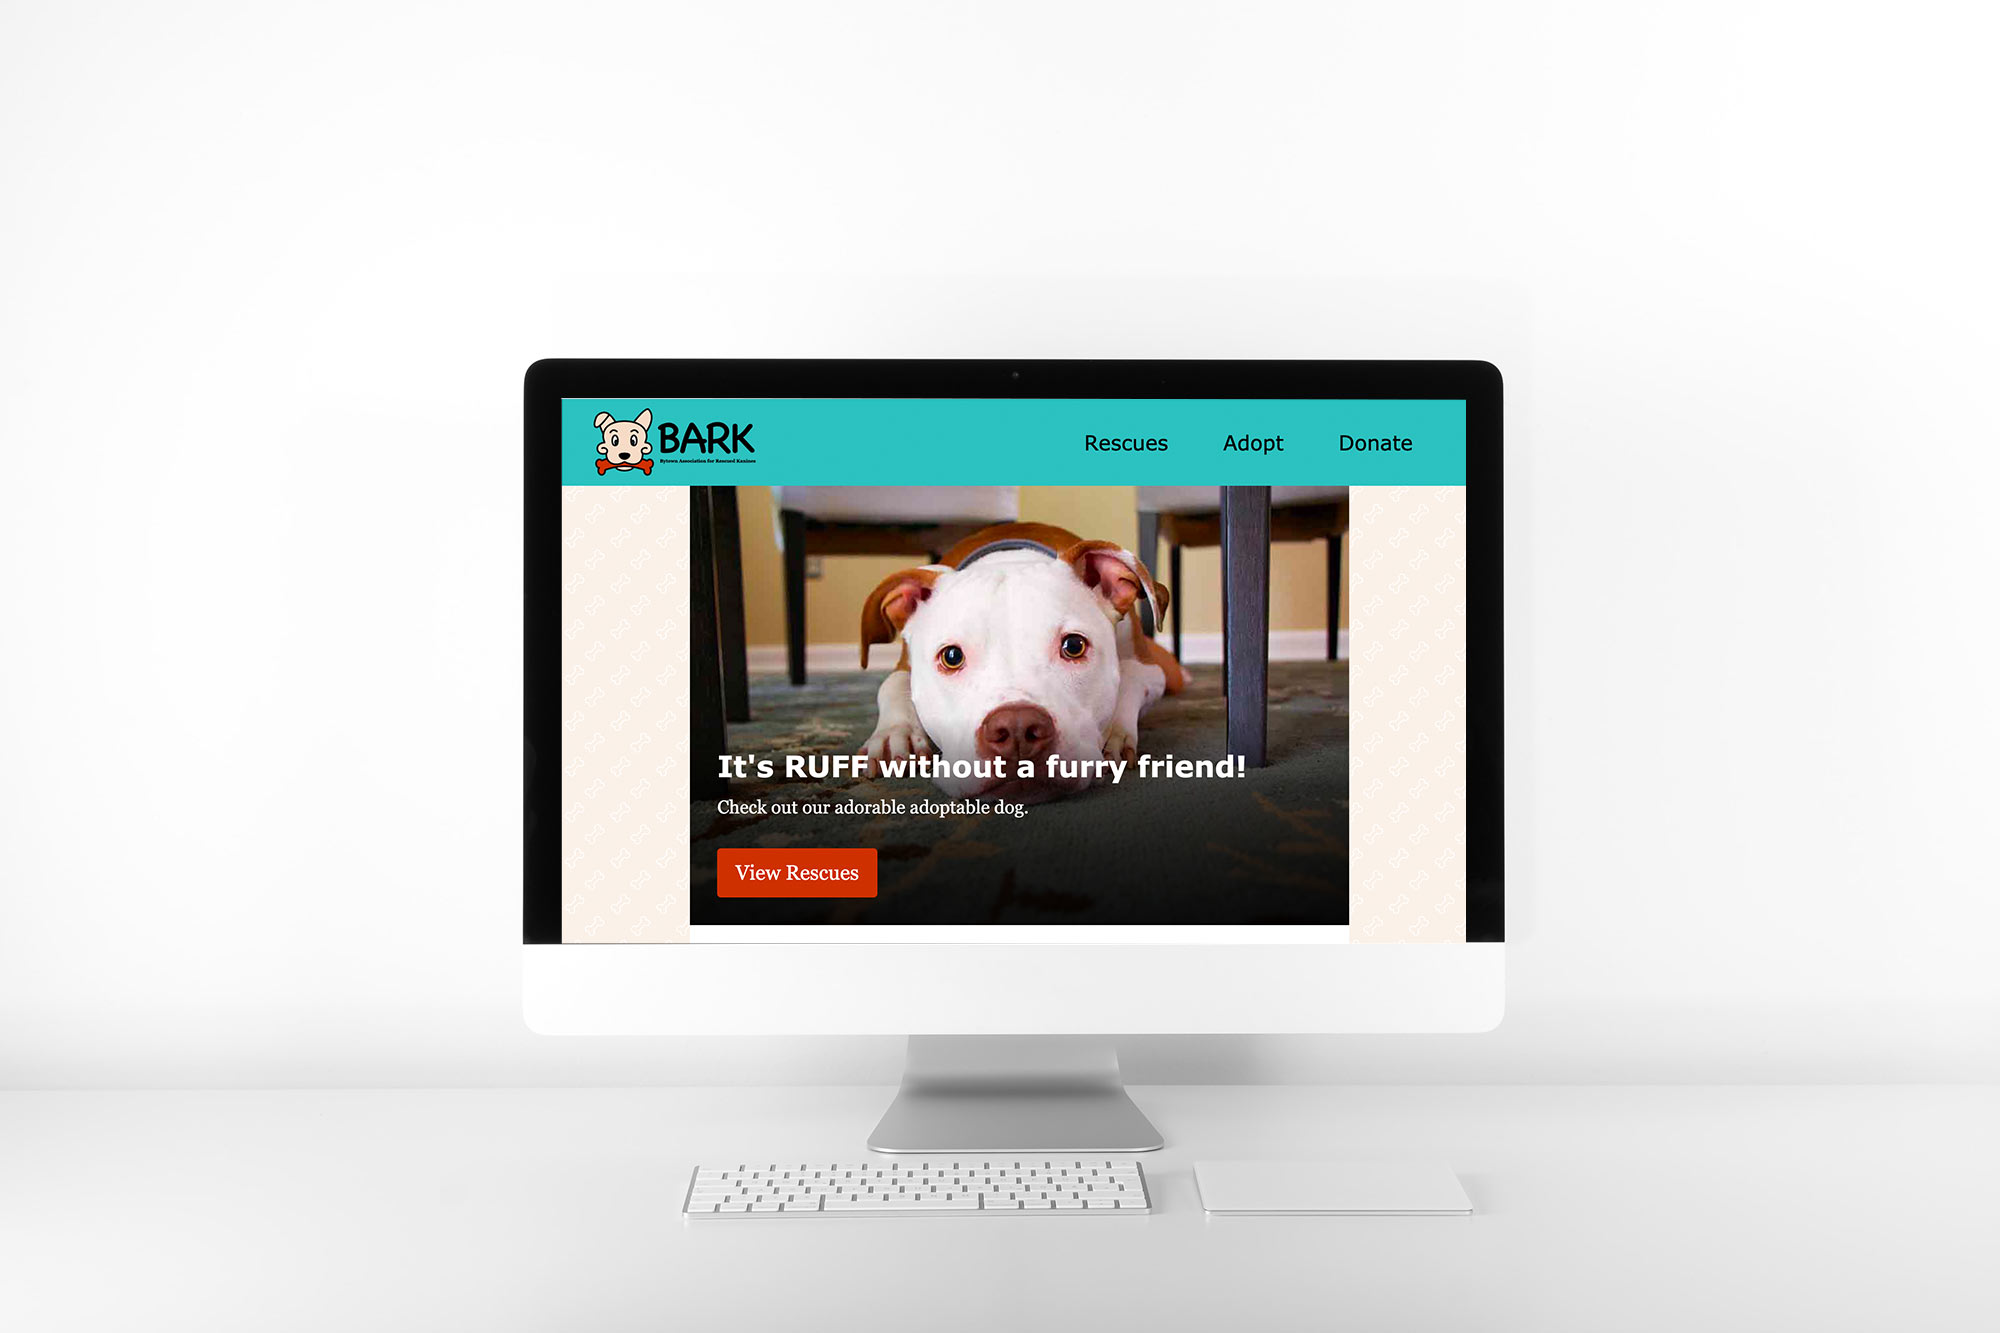 BARK
Bytown Association for Rescued Kanines
Rescues Adopt Donate
It's RUFF without a furry friend!
Check out our adorable adoptable dog.
View Rescues